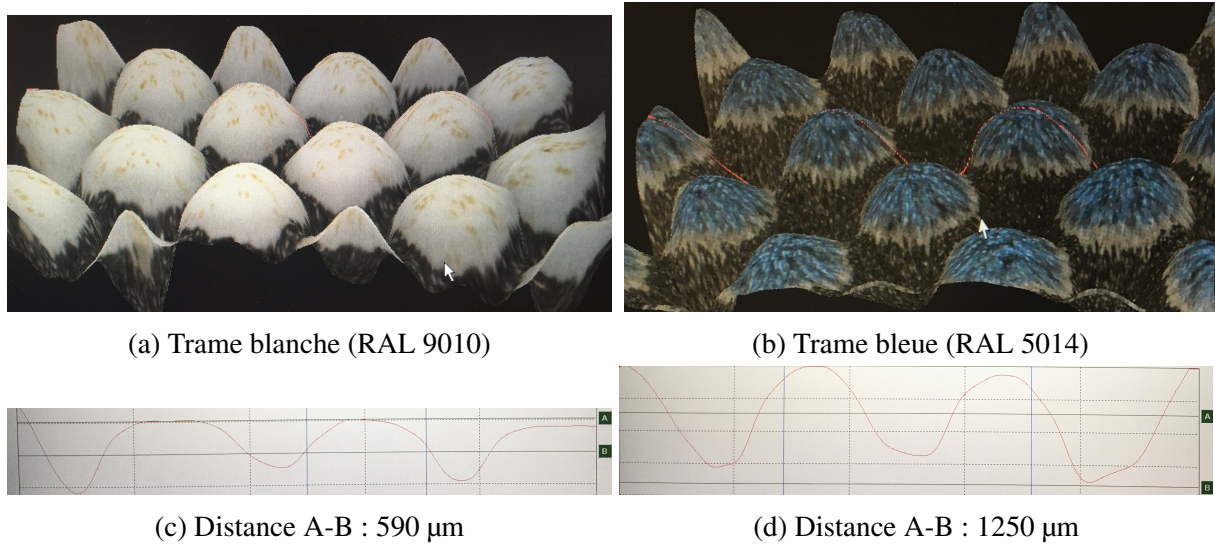 (a) Trame blanche (RAL 9010)
(b) Trame bleue (RAL 5014)
A
B
A
B
(c) Distance A-B : 590 µm
(d) Distance A-B : 1250 µm